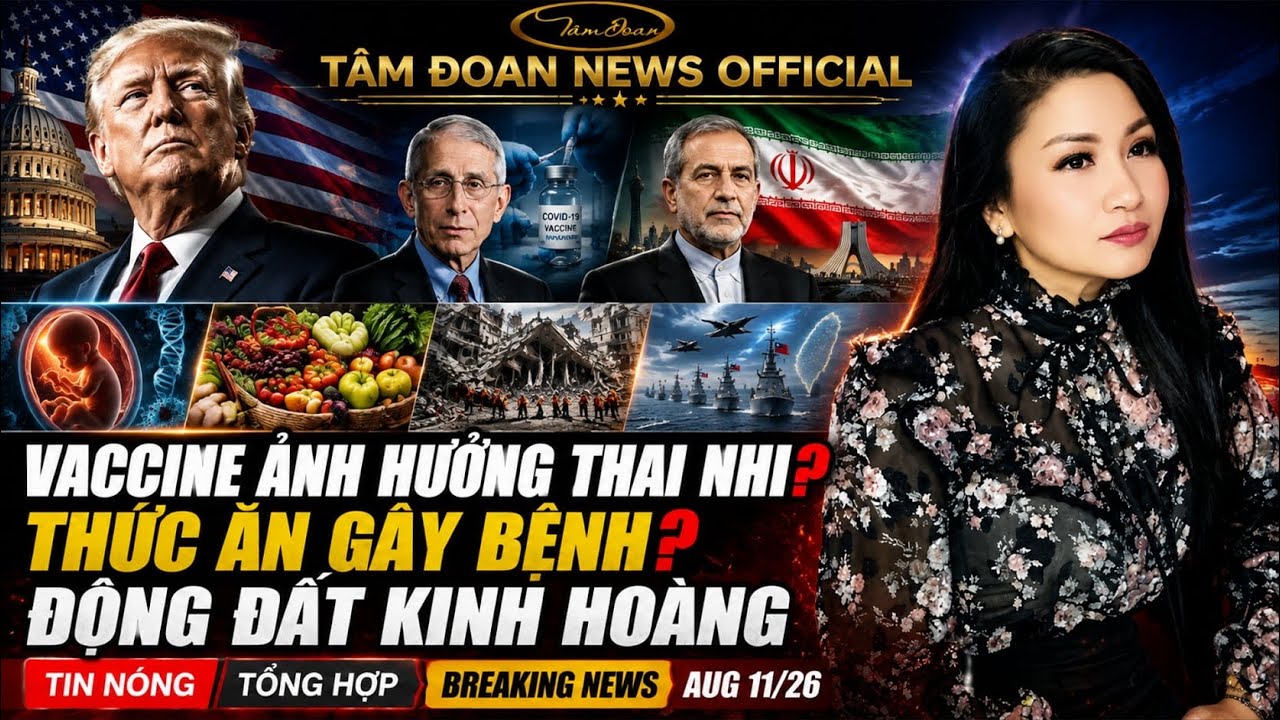 Tâm Đoan
TÂM ĐOAN NEWS OFFICIAL
COVID-19
VACCINE
VACCINE ẢNH HƯỞNG THAI NHI?
THỨC ĂN GÂY BỆNH?
ĐỘNG ĐẤT KINH HOÀNG
TIN NÓNG TỔNG HỢP BREAKING NEWS AUG 11/26